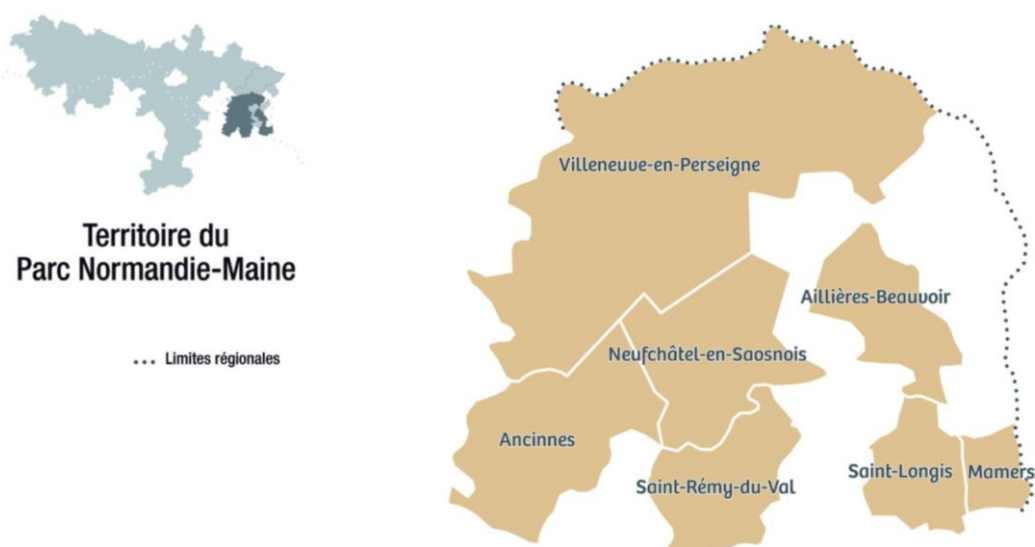 Territoire du
Parc Normandie-Maine
Limites régionales
Villeneuve-en-Perseigne
Aillières-Beauvoir
Neufchâtel-en-Saosnois
Ancinnes
Saint-Rémy-du-Val
Saint-Longis
Mamers